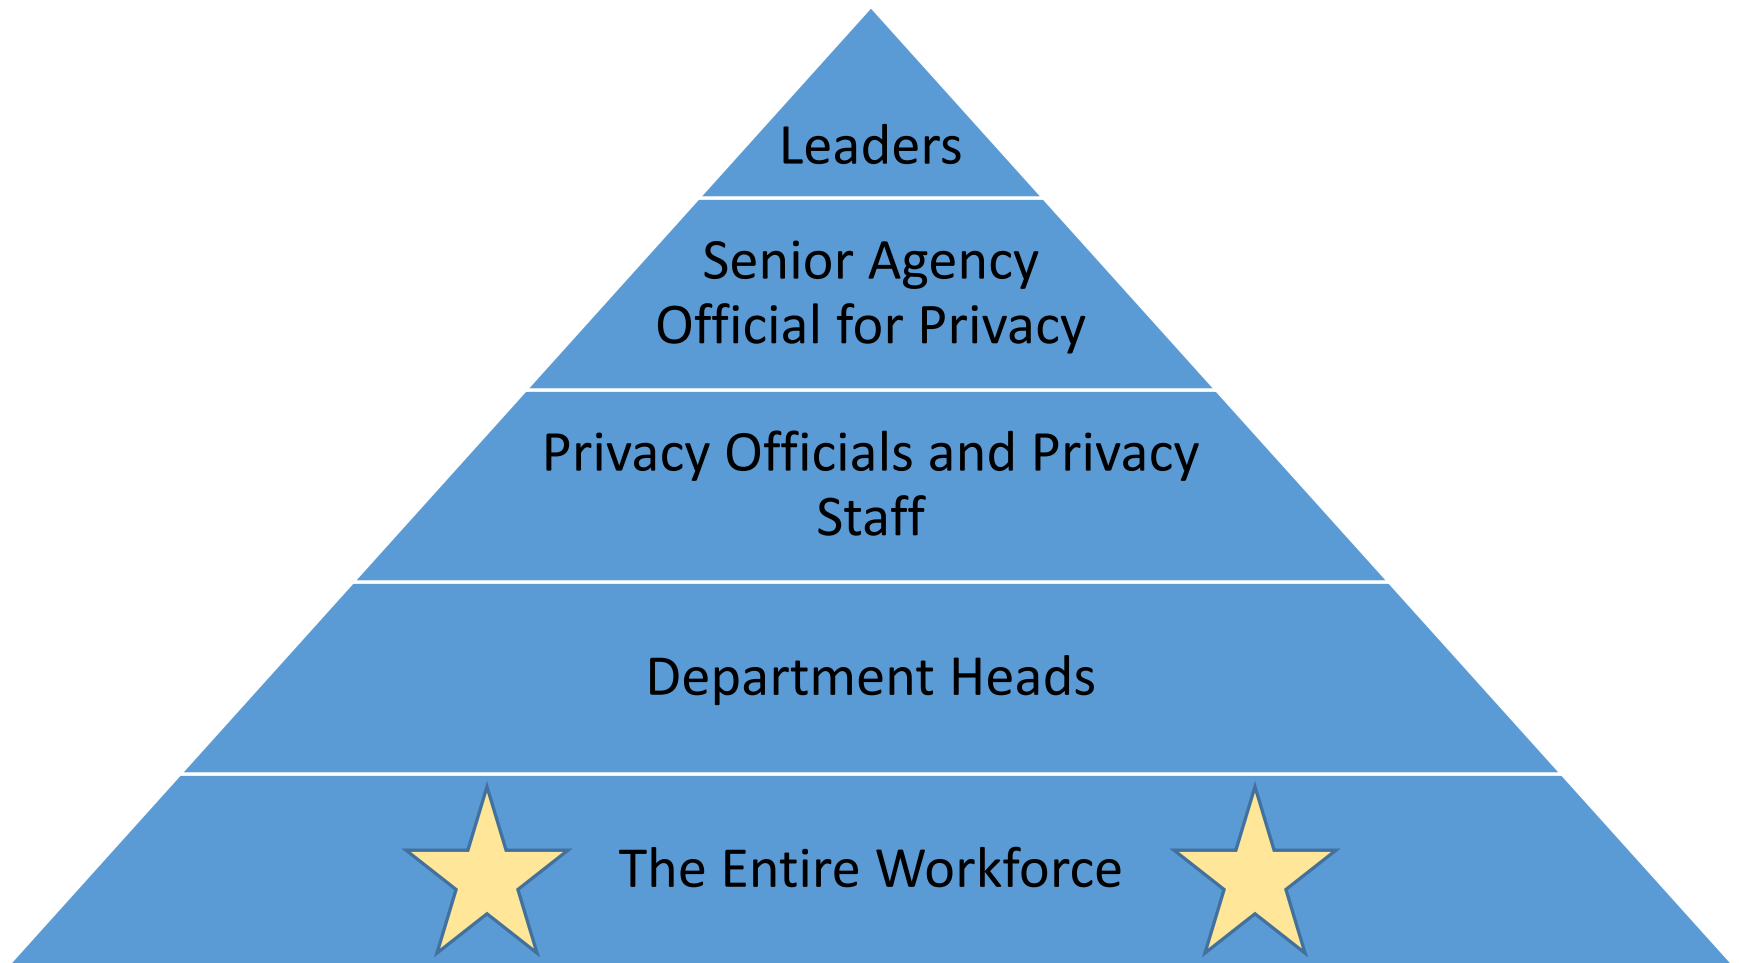 Leaders
Senior Agency
Official for Privacy
Privacy Officials and Privacy
Staff
Department Heads
The Entire Workforce